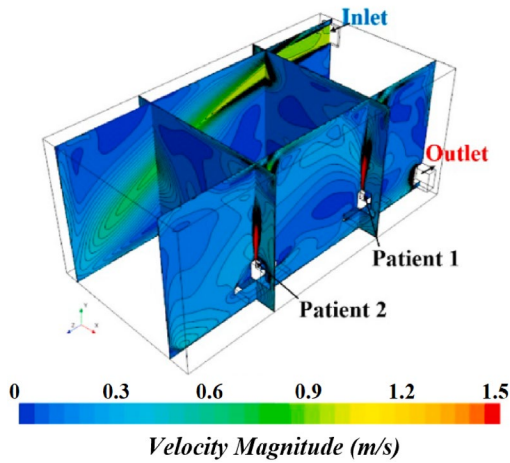 Inlet
Outlet
Patient 1
Patient 2
Y
Z X
0 0.3 0.6 0.9 1.2 1.5
Velocity Magnitude (m/s)